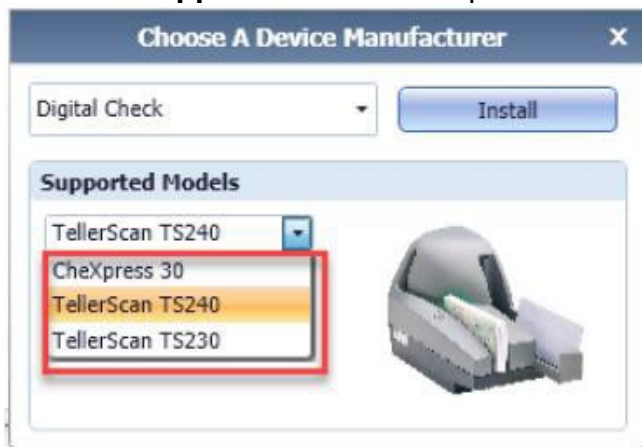 Choose A Device Manufacturer X
Digital Check
Install
Supported Models
TellerScan TS240
CheXpress 30
TellerScan TS240
TellerScan TS230